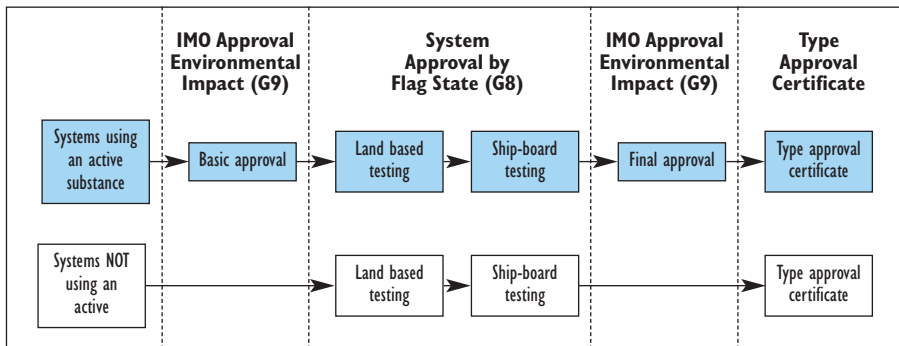 IMO Approval
Environmental
Impact (G9)
System
Approval by
Flag State (G8)
IMO Approval
Environmental
Impact (G9)
Type
Approval
Certificate
Systems using
an active
substance
Basic approval
Land based
testing
Ship-board
testing
Final approval
Type approval
certificate
Systems NOT
using an
active
Land based
testing
Ship-board
testing
Type approval
certificate